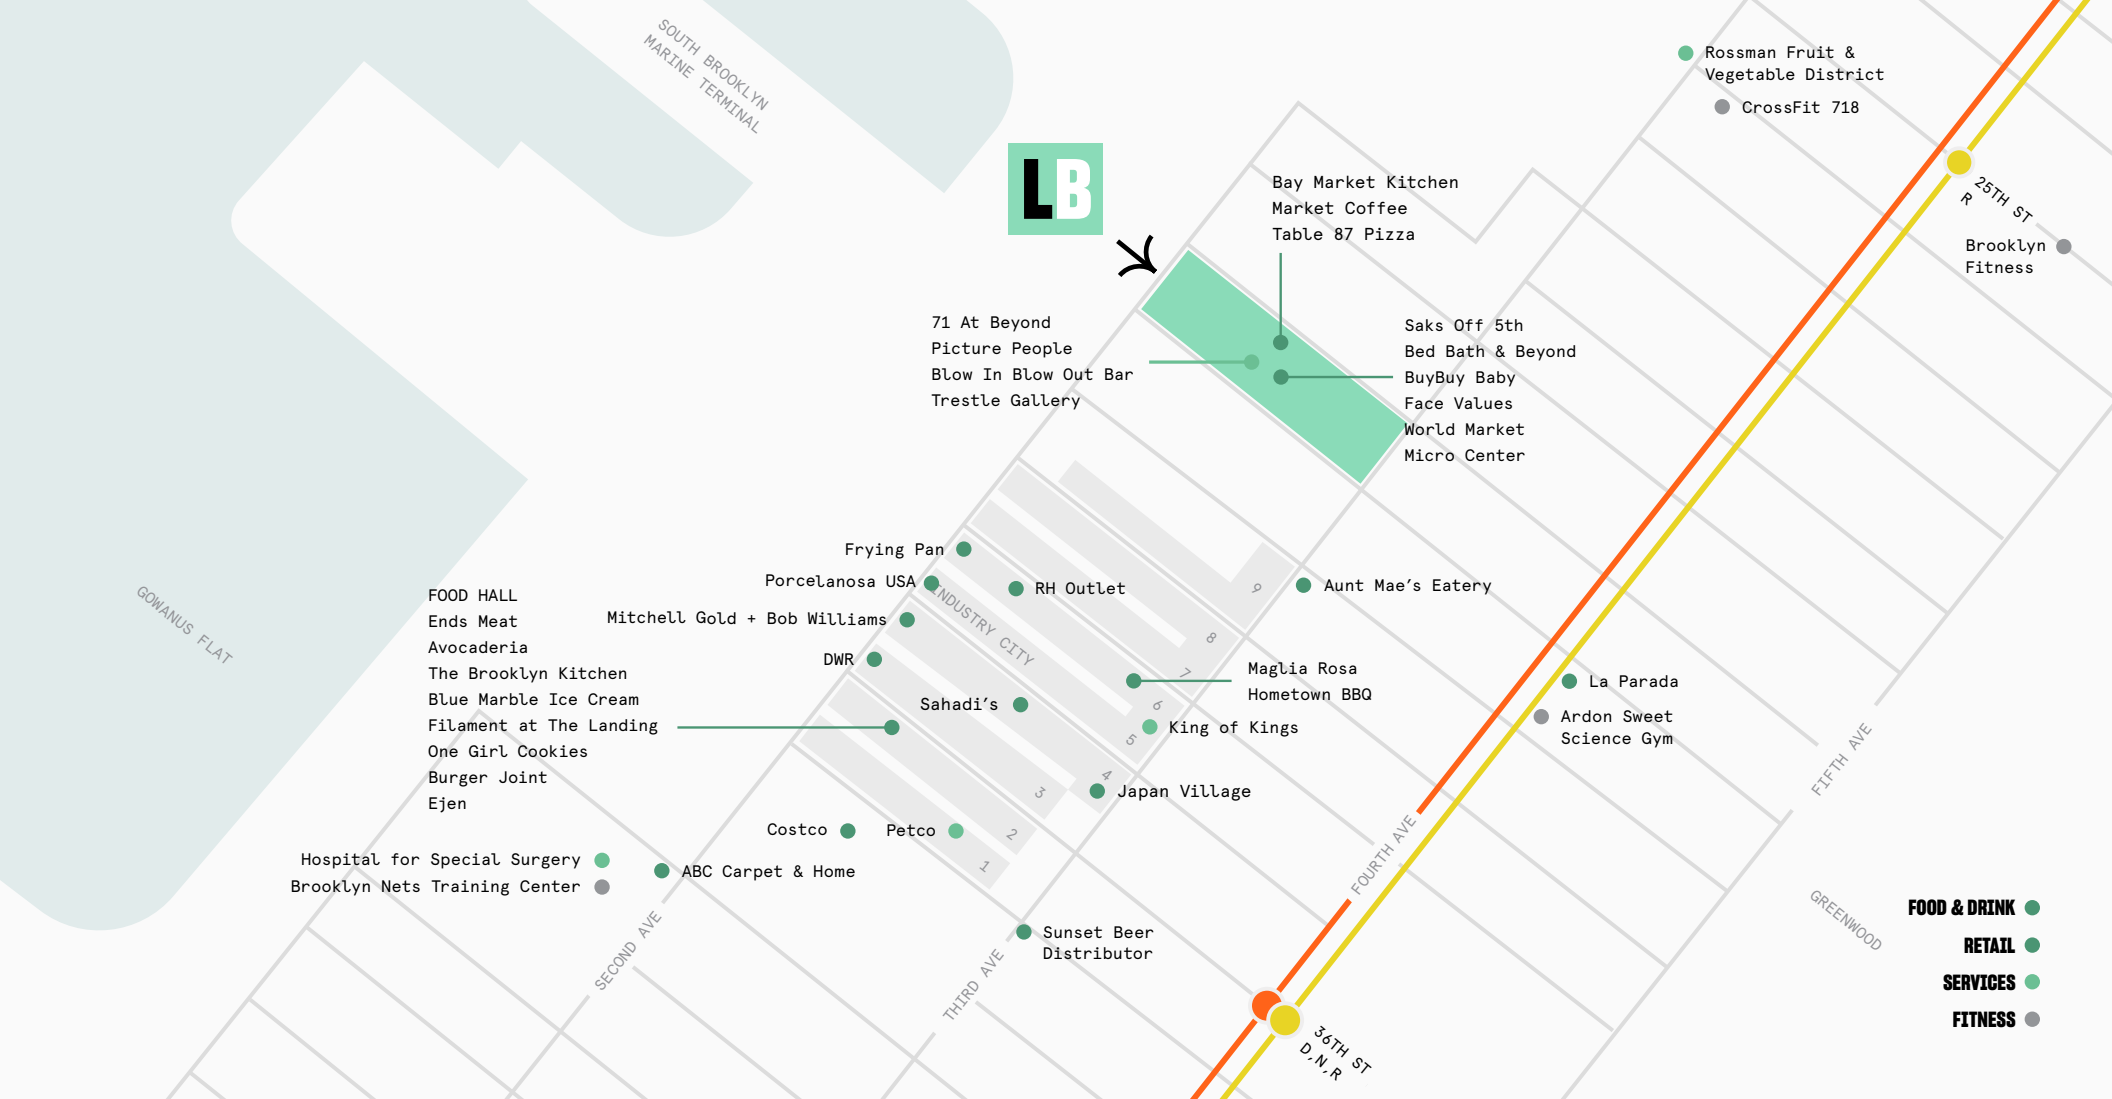 SOUTH BROOKLYN
MARINE TERMINAL
Rossman Fruit &
Vegetable District
CrossFit 718
LB
Bay Market Kitchen
Market Coffee
Table 87 Pizza
25TH ST
R
Brooklyn
Fitness
71 At Beyond
Picture People
Blow In Blow Out Bar
Trestle Gallery
Saks Off 5th
Bed Bath & Beyond
BuyBuy Baby
Face Values
World Market
Micro Center
Frying Pan
Porcelanosa USA
Mitchell Gold + Bob Williams
DWR
RH Outlet
INDUSTRY CITY
Sahadi's
9
8
7
6
5
4
3
2
1
Aunt Mae's Eatery
Maglia Rosa
Hometown BBQ
King of Kings
Japan Village
La Parada
Ardon Sweet
Science Gym
GOWANUS FLAT
FOOD HALL
Ends Meat
Avocaderia
The Brooklyn Kitchen
Blue Marble Ice Cream
Filament at The Landing
One Girl Cookies
Burger Joint
Ejen
Costco
Petco
Hospital for Special Surgery
Brooklyn Nets Training Center
ABC Carpet & Home
Sunset Beer
Distributor
SECOND AVE
THIRD AVE
FOURTH AVE
FIFTH AVE
GREENWOOD
36TH ST
D,N,R
FOOD & DRINK
RETAIL
SERVICES
FITNESS